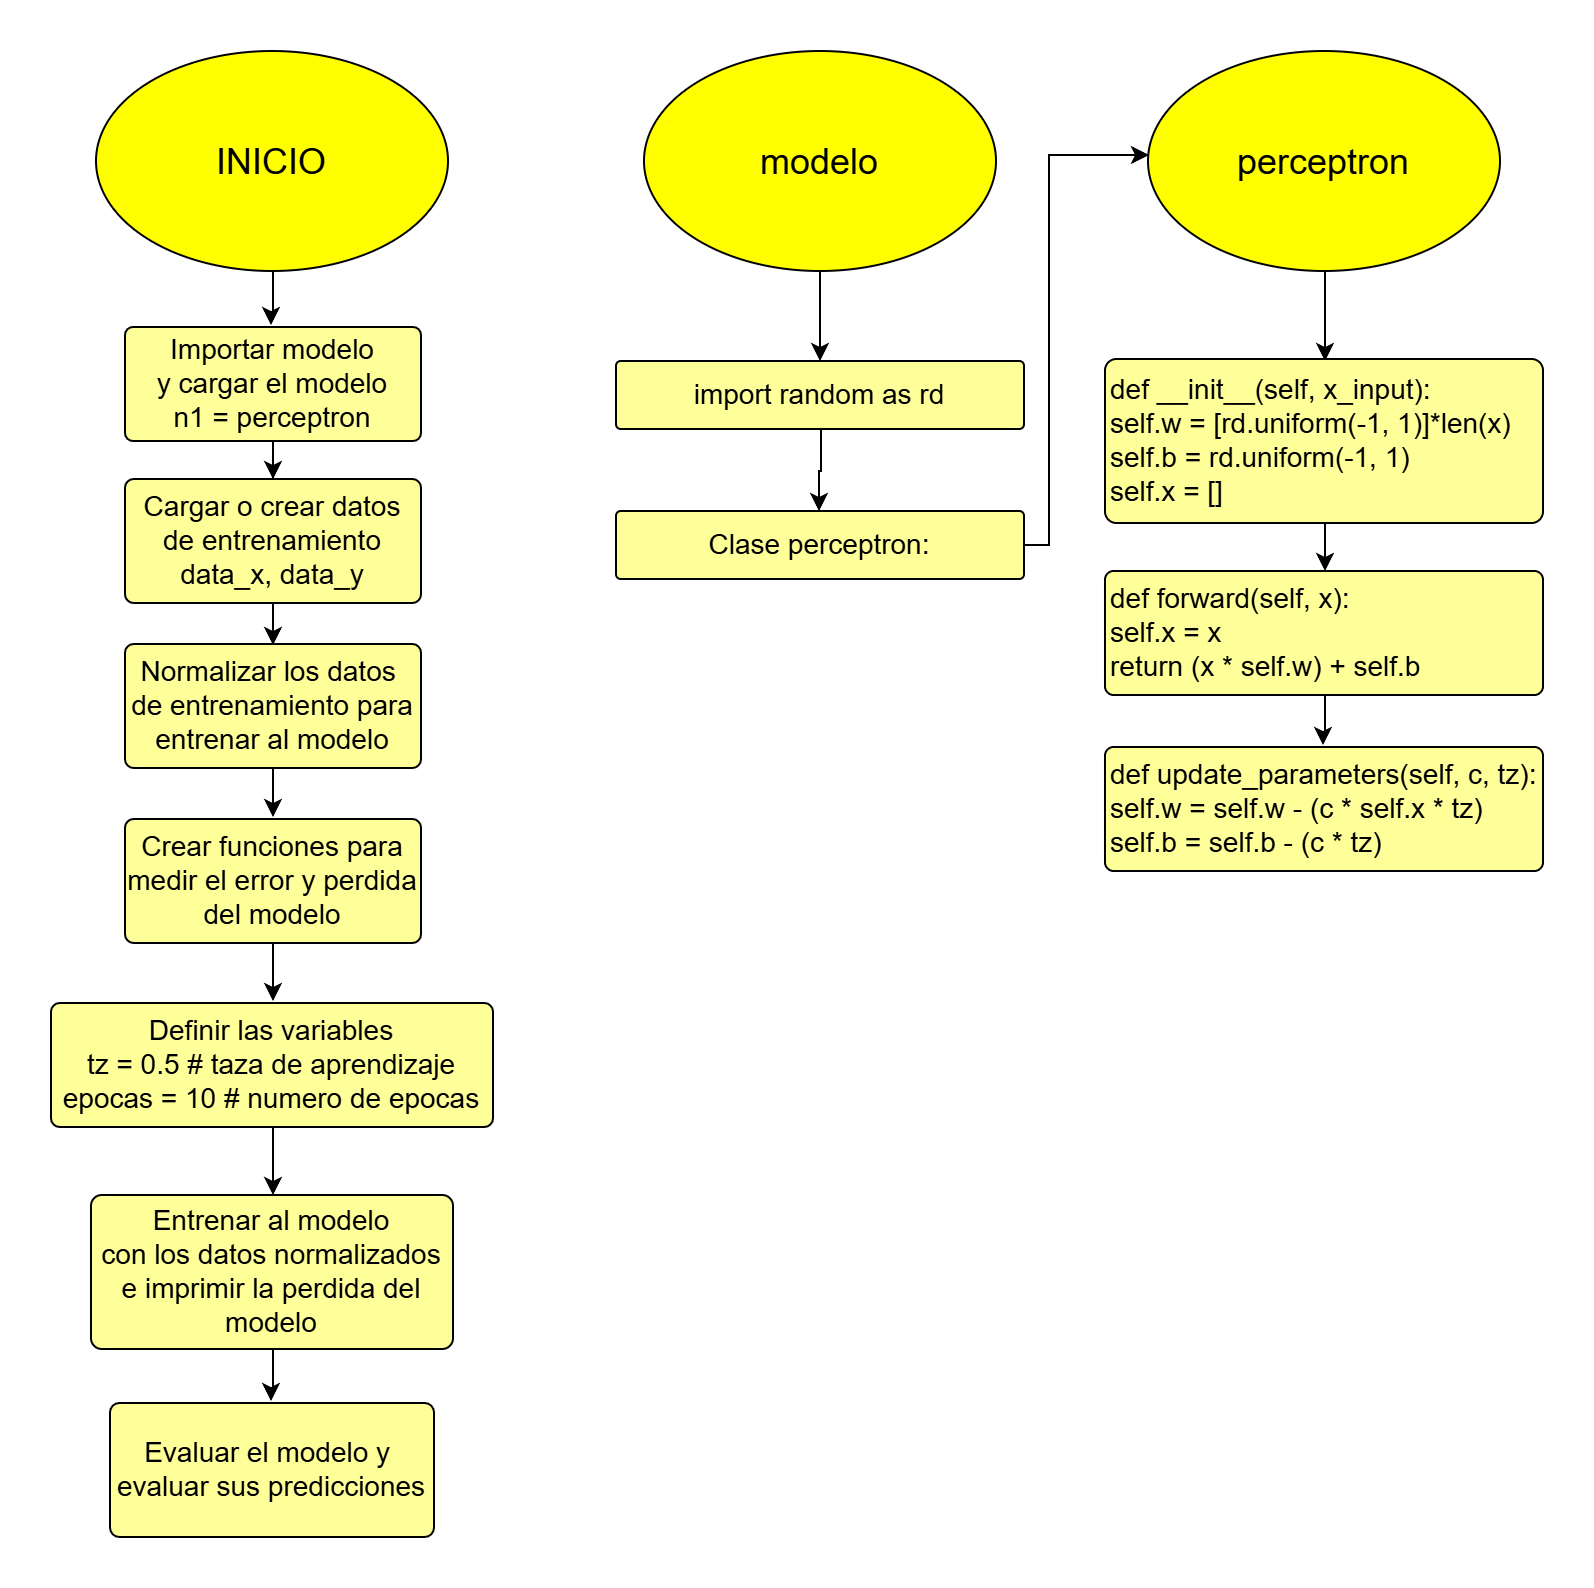 INICIO
Importar modelo
y cargar el modelo
n1 = perceptron
Cargar o crear datos
de entrenamiento
data_x, data_y
Normalizar los datos
de entrenamiento para
entrenar al modelo
Crear funciones para
medir el error y perdida
del modelo
Definir las variables
tz = 0.5 # taza de aprendizaje
epocas = 10 # numero de epocas
Entrenar al modelo
con los datos normalizados
e imprimir la perdida del
modelo
Evaluar el modelo y
evaluar sus predicciones
modelo
import random as rd
Clase perceptron:
perceptron
def __init__(self, x_input):
self.w = [rd.uniform(-1, 1)]*len(x)
self.b = rd.uniform(-1, 1)
self.x = []
def forward(self, x):
self.x = x
return (x * self.w) + self.b
def update_parameters(self, c, tz):
self.w = self.w - (c * self.x * tz)
self.b = self.b - (c * tz)